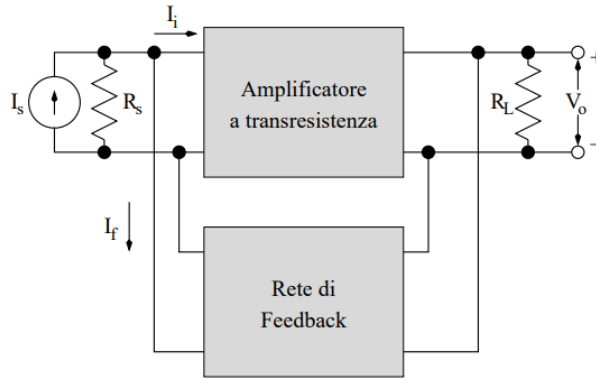 I_i
+
Amplificatore
a transresistenza
I_s
R_s
R_L
V_o
−
I_f
Rete di
Feedback